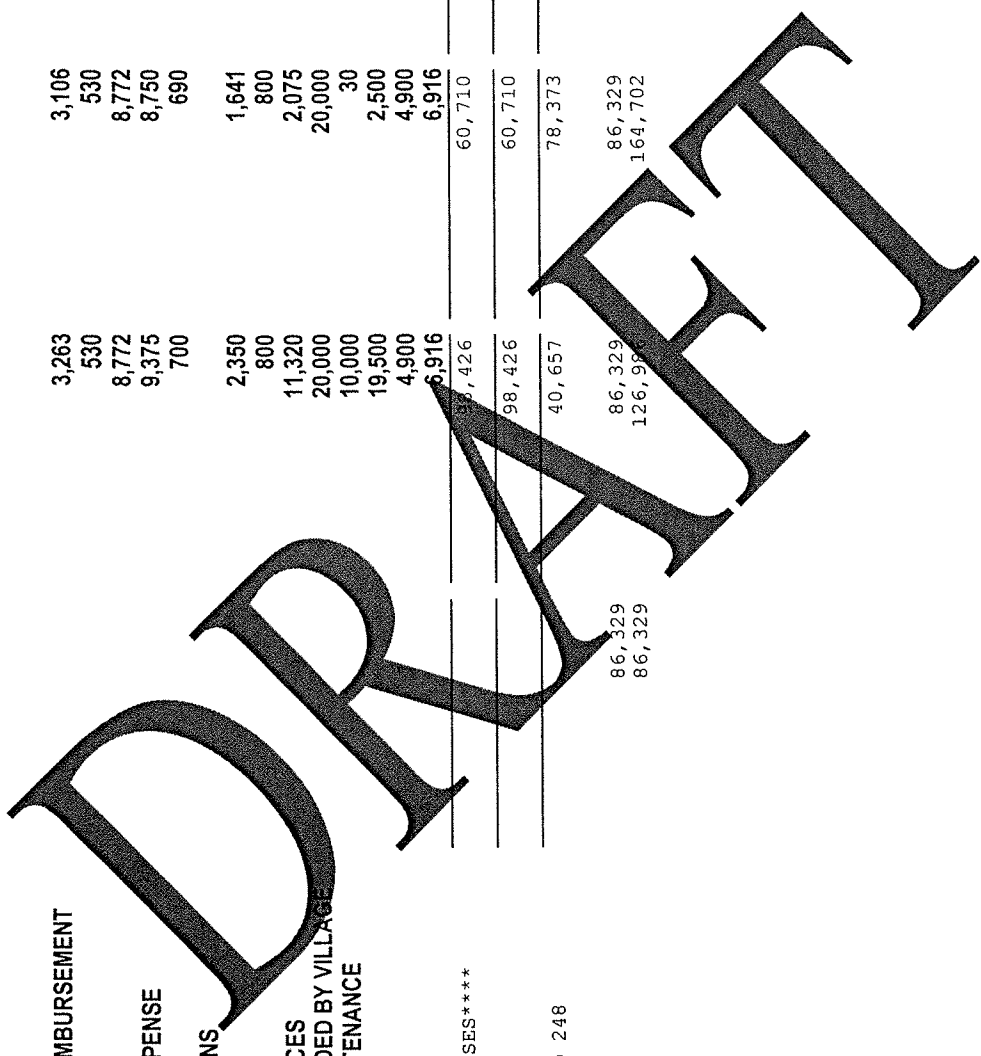 MBURSEMENT 3,263 3,106
530 530
8,772 8,772
PENSE 9,375 8,750
700 690
NS
2,350 1,641
800 800
CES 11,320 2,075
DED BY VILLAGE 20,000 20,000
TENANCE 10,000 30
19,500 2,500
4,900 4,900
6,916 6,916
SES**** 60,710
98,426 60,710
248 40,657 78,373
86,329 86,329 86,329
86,329 164,702
DRAFT